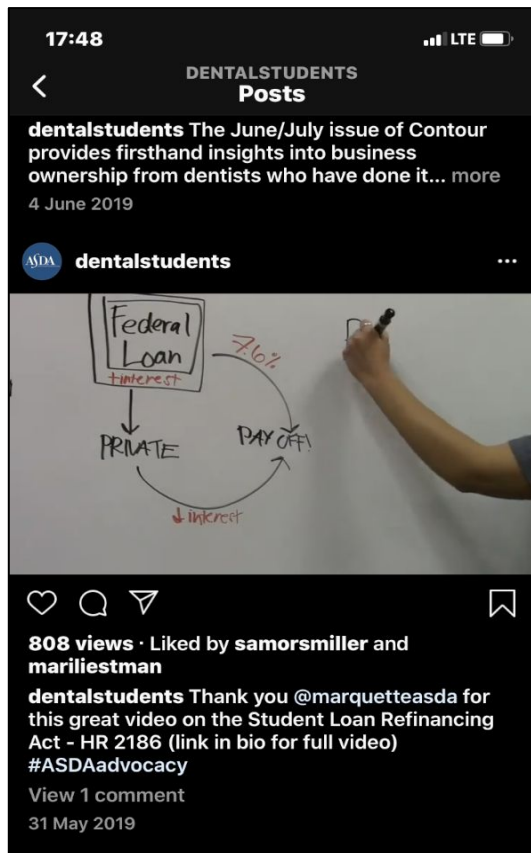 17:48
LTE
DENTALSTUDENTS
Posts
dentalstudents The June/July issue of Contour
provides firsthand insights into business
ownership from dentists who have done it... more
4 June 2019
ASDA
dentalstudents
Federal
Loan
+interest
7.6%
PRIVATE
PAY OFF!
↓ interest
808 views · Liked by samorsmiller and
mariliestman
dentalstudents Thank you @marquetteasda for
this great video on the Student Loan Refinancing
Act - HR 2186 (link in bio for full video)
#ASDAadvocacy
View 1 comment
31 May 2019